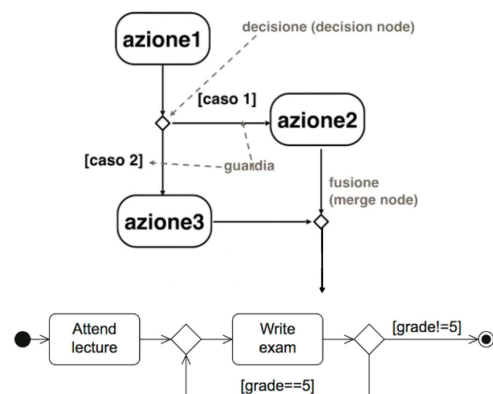 azione1
decisione (decision node)
[caso 1]
azione2
[caso 2]
guardia
fusione
(merge node)
azione3
Attend
lecture
Write
exam
[grade!=5]
[grade==5]